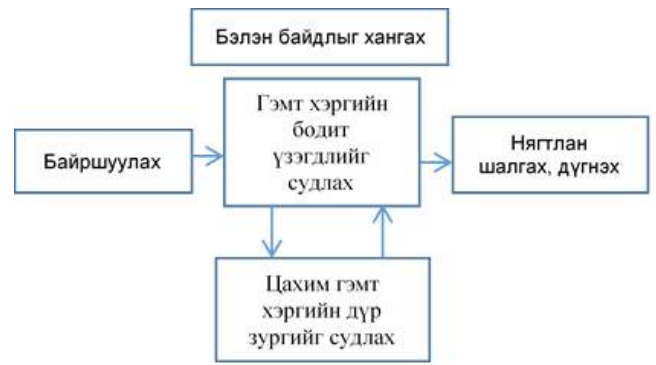 Бэлэн байдлыг хангах
Гэмт хэргийн
бодит
үзэгдлийг
судлах
Байршуулах
Нягтлан
шалгах, дүгнэх
Цахим гэмт
хэргийн дүр
зургийг судлах